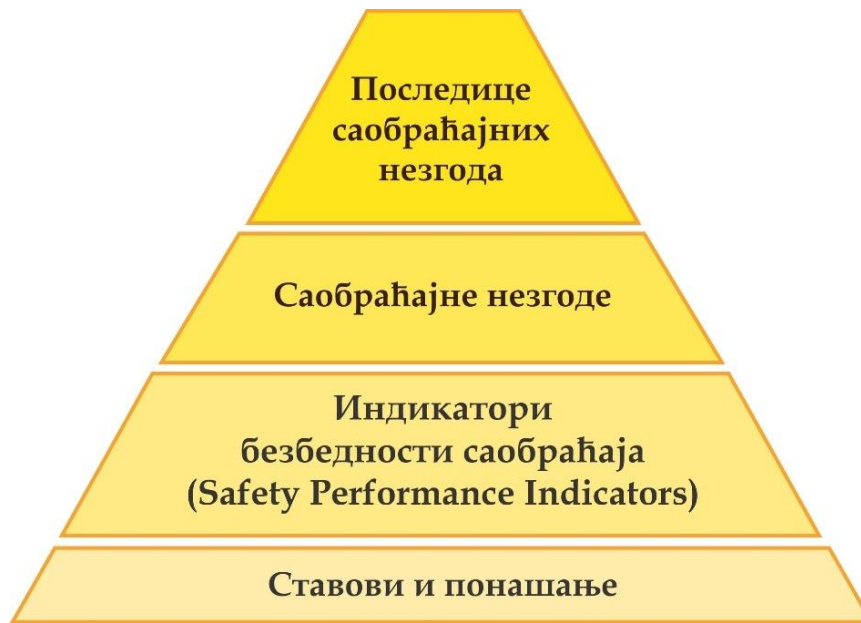 Последице
саобраћајних
незгода
Саобраћајне незгоде
Индикатори
безбедности саобраћаја
(Safety Performance Indicators)
Ставови и понашање